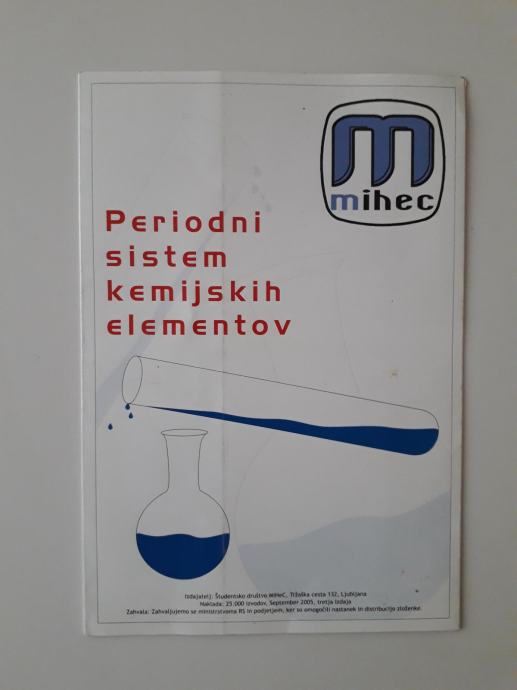 mihec
Periodni
sistem
kemijskih
elementov
Izdajatelj: Študentsko društvo MIHeC, Tržaška cesta 132, Ljubljana
Naklada: 25.000 izvodov, September 2005, tretja izdaja
Zahvala: Zahvaljujemo se ministrstvoma RS in podjetjem, ker so omogočili nastanek in distribucijo zloženke.